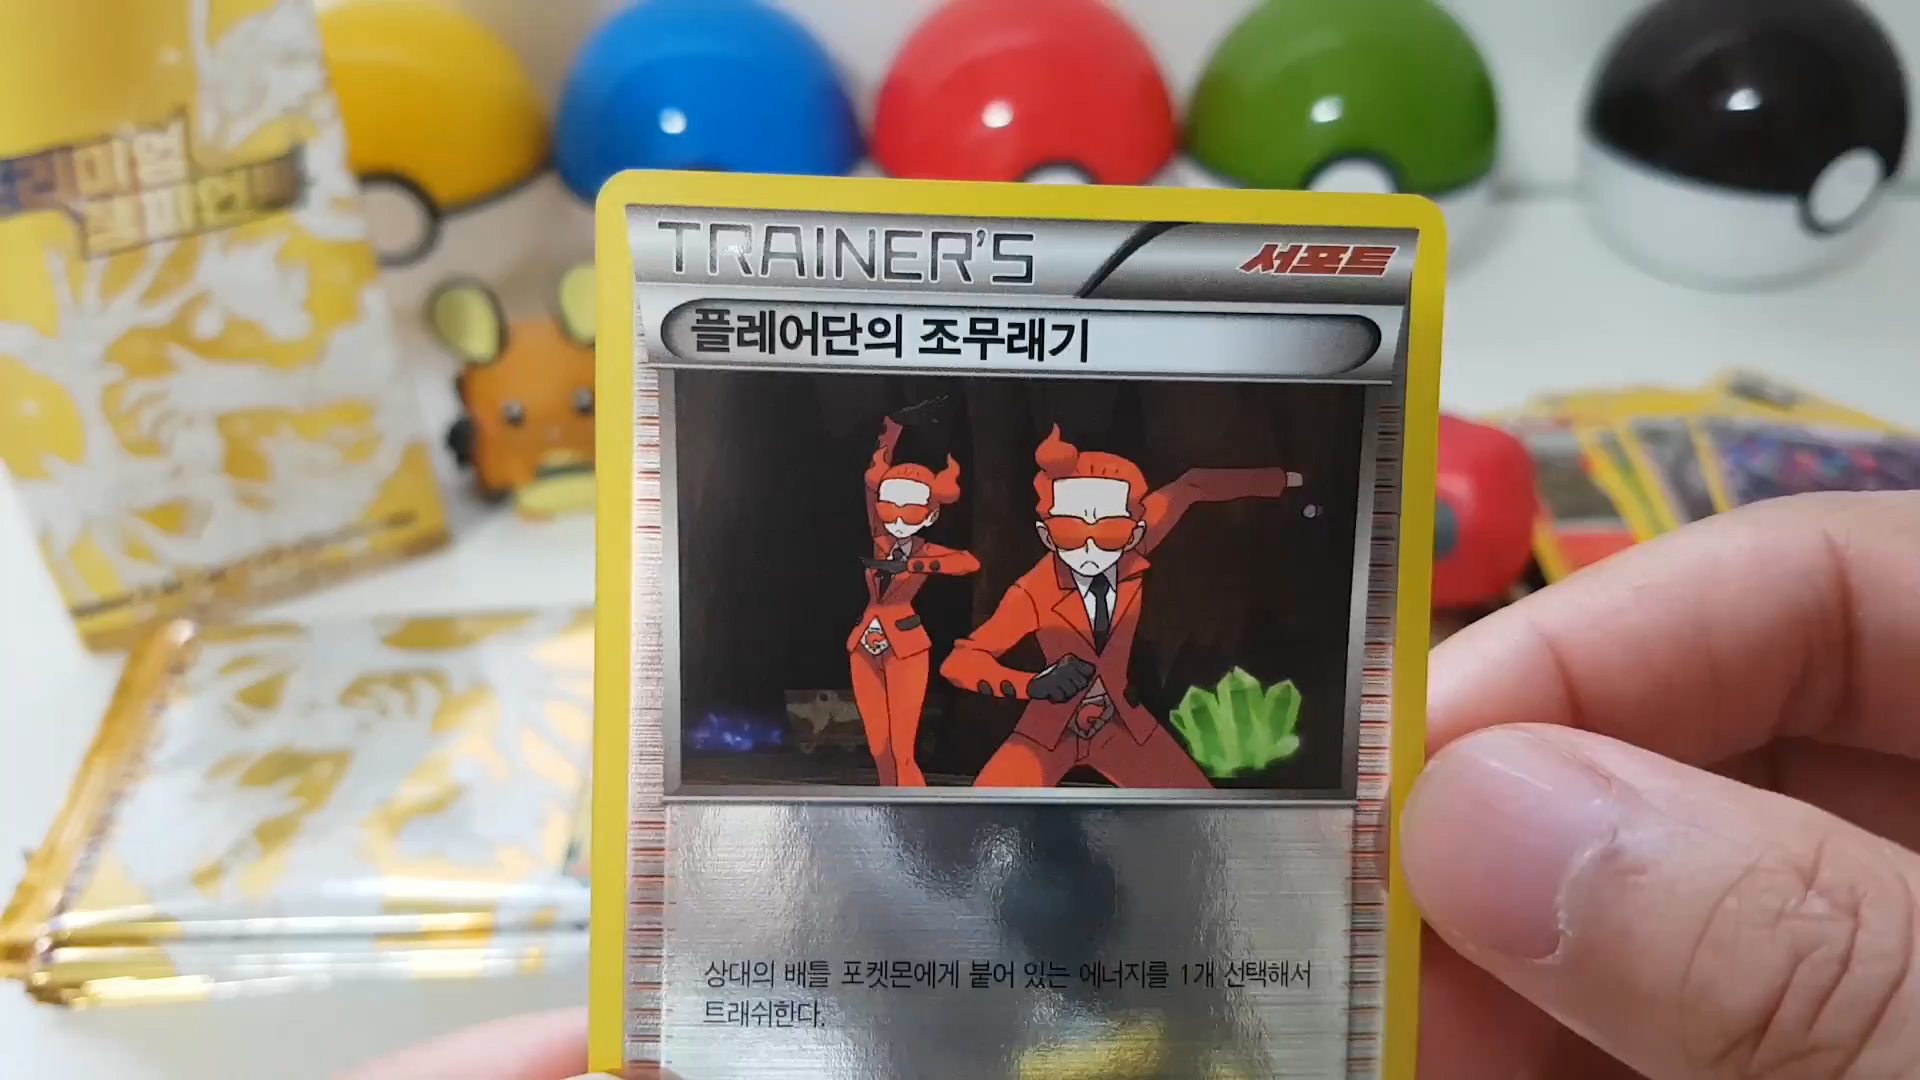 TRAINER'S
서포트
플레어단의 조무래기
상대의 배틀 포켓몬에게 붙어 있는 에너지를 1개 선택해서
트래쉬한다.